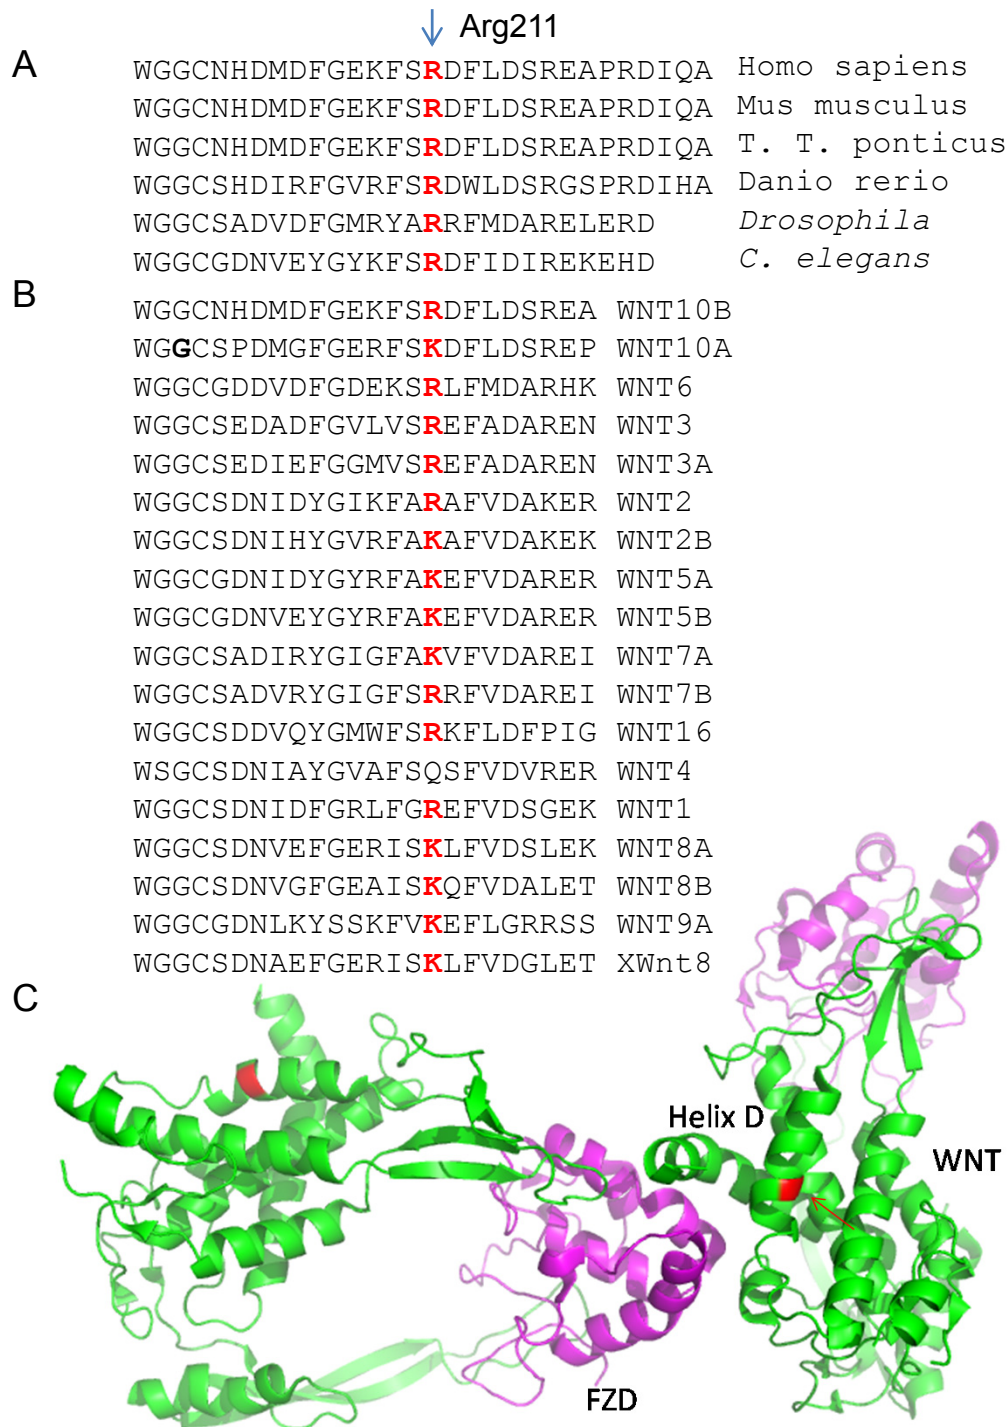 Arg211
A
WGGCNHDMDFGEKFSRDFLDSREAPRDIQA Homo sapiens
WGGCNHDMDFGEKFSRDFLDSREAPRDIQA Mus musculus
WGGCNHDMDFGEKFSRDFLDSREAPRDIQA T. T. ponticus
WGGCSHDIRFGVRFSRDWLDSRGSPRDIHA Danio rerio
WGGCSADVDFGMRYARRFMDARELERD Drosophila
WGGCGDNVEYGYKFSRDFIDIREKEHD C. elegans
B
WGGCNHDMDFGEKFSRDFLDSREA WNT10B
WGGCSPDMGFGERFSKDFLDSREP WNT10A
WGGCGDDVDFGDEKSRLFMDARHK WNT6
WGGCSEDADFGVLVSREFADAREN WNT3
WGGCSEDIEFGGMVSREFADAREN WNT3A
WGGCSDNIDYGIKFARAFVDAKER WNT2
WGGCSDNIHYGVRFAKAFVDAKEK WNT2B
WGGCGDNIDYGYRFAKEFVDARER WNT5A
WGGCGDNVEYGYRFAKEFVDARER WNT5B
WGGCSADIRYGIGFAKVFVDAREI WNT7A
WGGCSADVRYGIGFSRRFVDAREI WNT7B
WGGCSDDVQYGMWFSRKFLDFPIG WNT16
WSGCSDNIAYGVAFSQSFVDVRER WNT4
WGGCSDNIDFGRLFGREFVDSGEK WNT1
WGGCSDNVEFGERISKLFVDSLEK WNT8A
WGGCSDNVGFGEAISKQFVDALET WNT8B
WGGCGDNLKYSSKFVKEFLGRRSS WNT9A
WGGCSDNAEFGERISKLFVDGLET XWnt8
C
Helix D
WNT
FZD